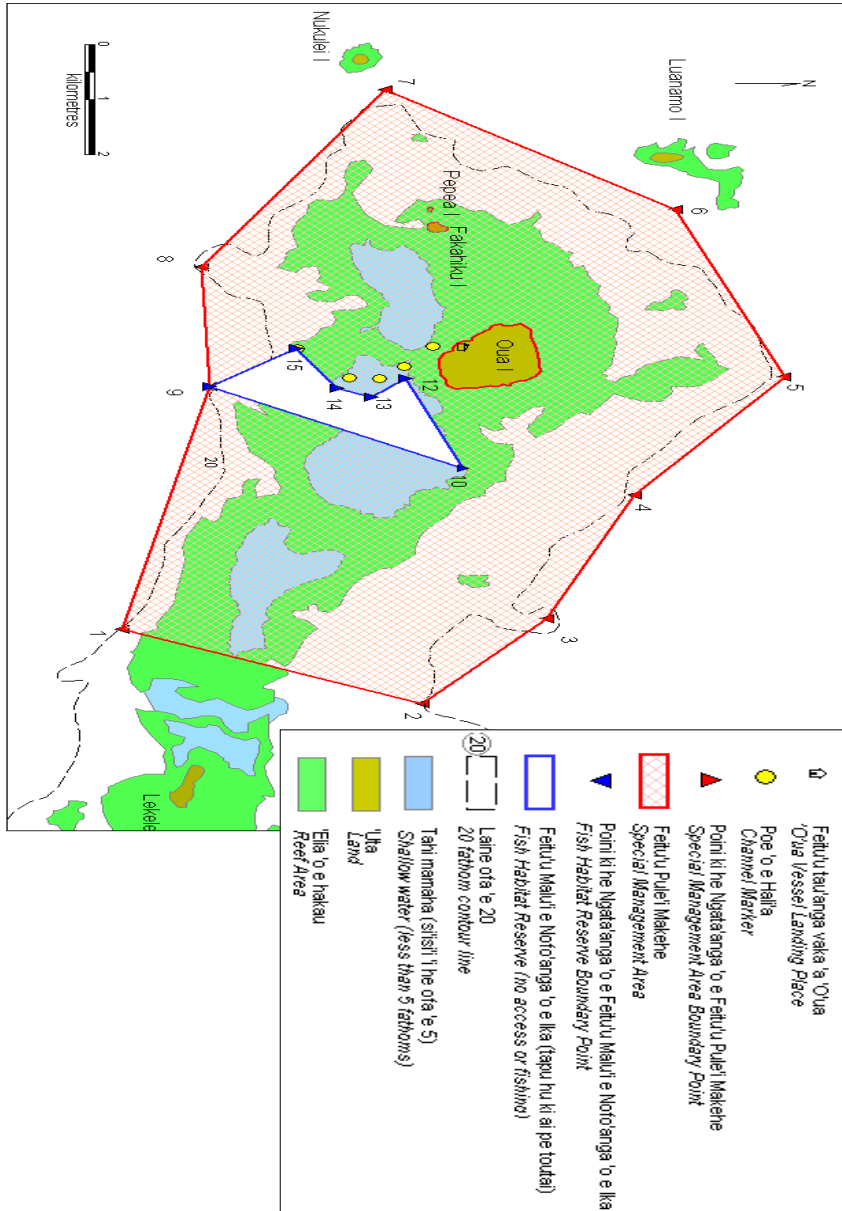 Nukulei I
0
1
2
kilometres
N
Luanamo I
7
6
Pepea I
Fakahiku I
8
'Oua I
5
15
12
9
14
13
10
20
4
3
1
2
Lekele
Feitu'u tau'anga vaka 'a 'O'ua
'O'ua Vessel Landing Place
Poe 'o e Hali'a
Channel Marker
Poini ki he Ngata'anga 'o e Feitu'u Pule'i Makehe
Special Management Area Boundary Point
Feitu'u Pule'i Makehe
Special Management Area
Poini ki he Ngata'anga 'o e Feitu'u Malu'i e Nofo'anga 'o e Ika
Fish Habitat Reserve Boundary Point
Feitu'u Malu'i e Nofo'anga 'o e Ika (tapu hu ki ai pe toutai)
Fish Habitat Reserve (no access or fishing)
20
Laine ofa 'e 20
20 fathom contour line
Tahi mamaha (si'isi'i 'i he ofa 'e 5)
Shallow water (less than 5 fathoms)
'Uta
Land
'Elia 'o e hakau
Reef Area